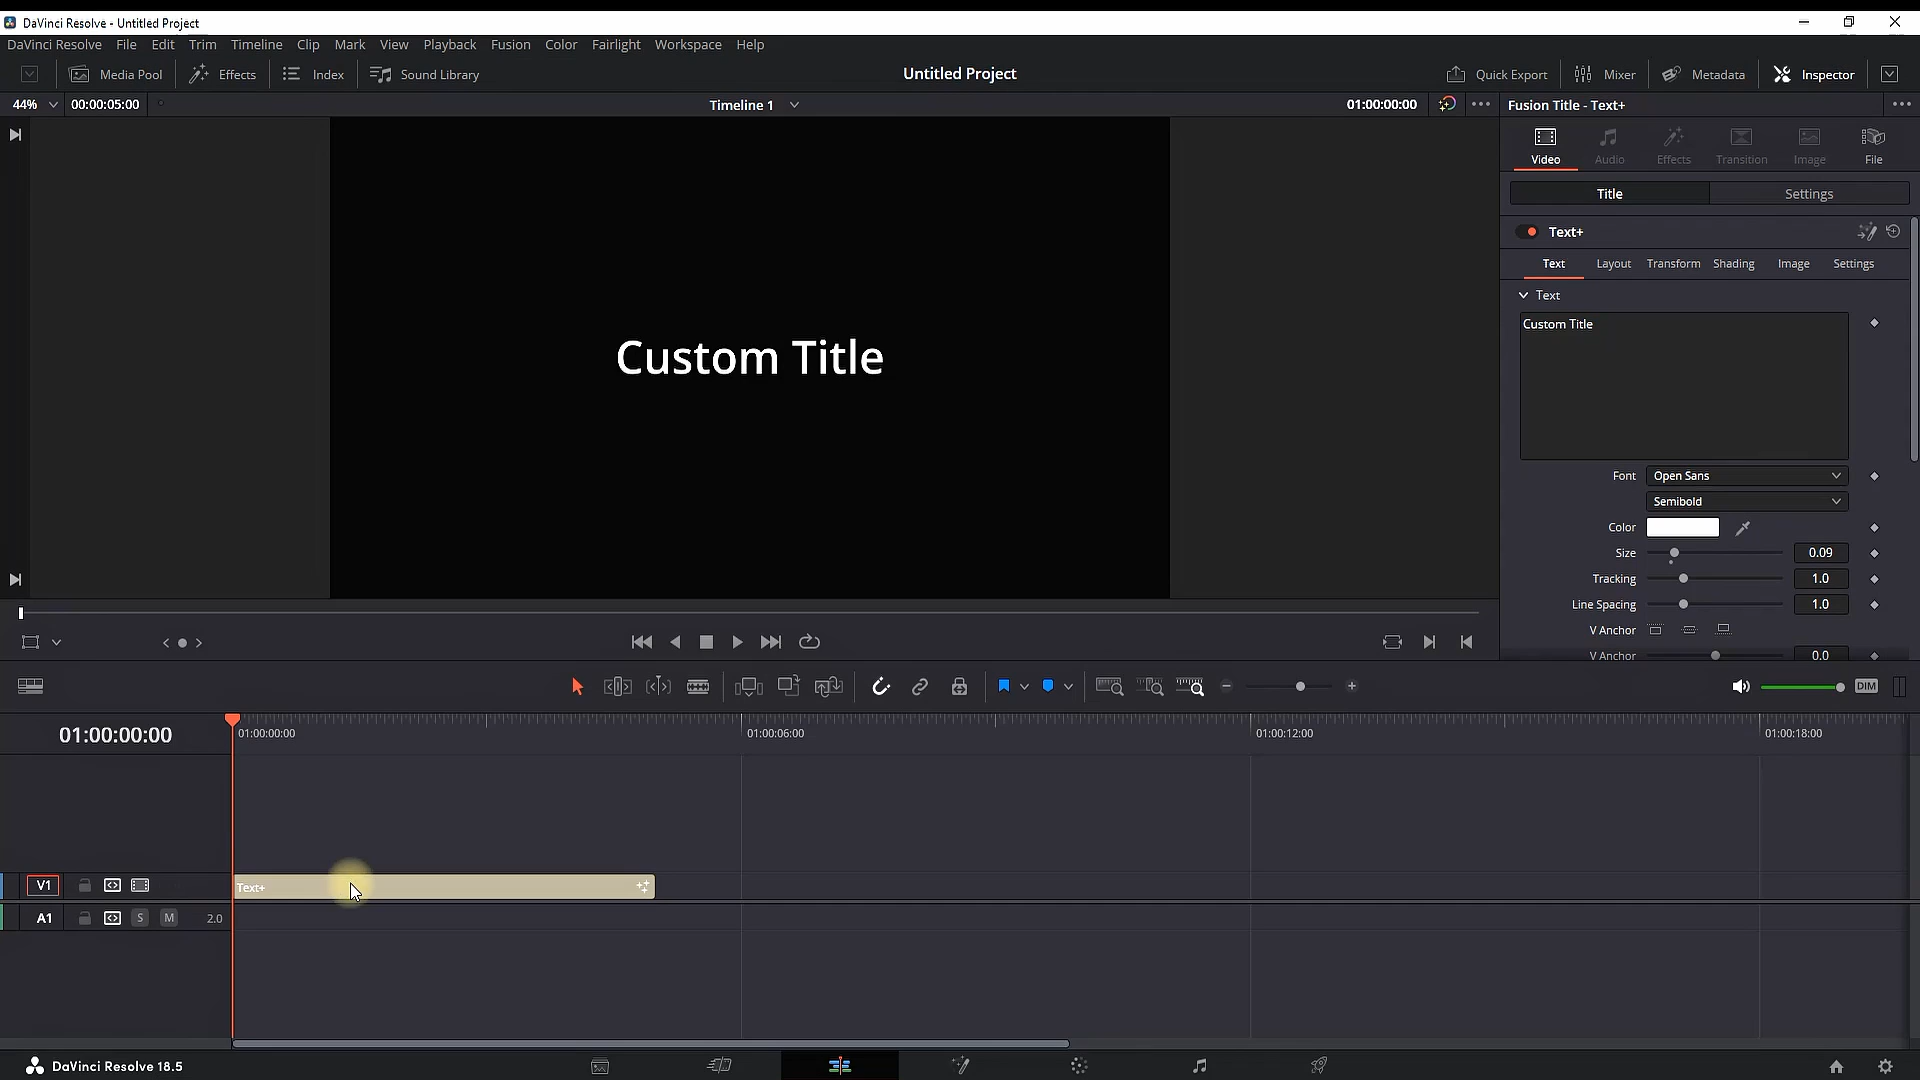 DaVinci Resolve - Untitled Project
DaVinci Resolve File Edit Trim Timeline Clip Mark View Playback Fusion Color Fairlight Workspace Help
Media Pool Effects Index Sound Library Untitled Project Quick Export Mixer Metadata Inspector
44% 00:00:05:00 Timeline 1 01:00:00:00 Fusion Title - Text+
Video Audio Effects Transition Image File
Title Settings
Text+
Text Layout Transform Shading Image Settings
Text
Custom Title
Custom Title
Font Open Sans
Semibold
Color
Size 0.09
Tracking 1.0
Line Spacing 1.0
V Anchor
V Anchor 0.0
DIM
01:00:00:00 01:00:00:00 01:00:06:00 01:00:12:00 01:00:18:00
V1 Text+
A1 S M 2.0
DaVinci Resolve 18.5